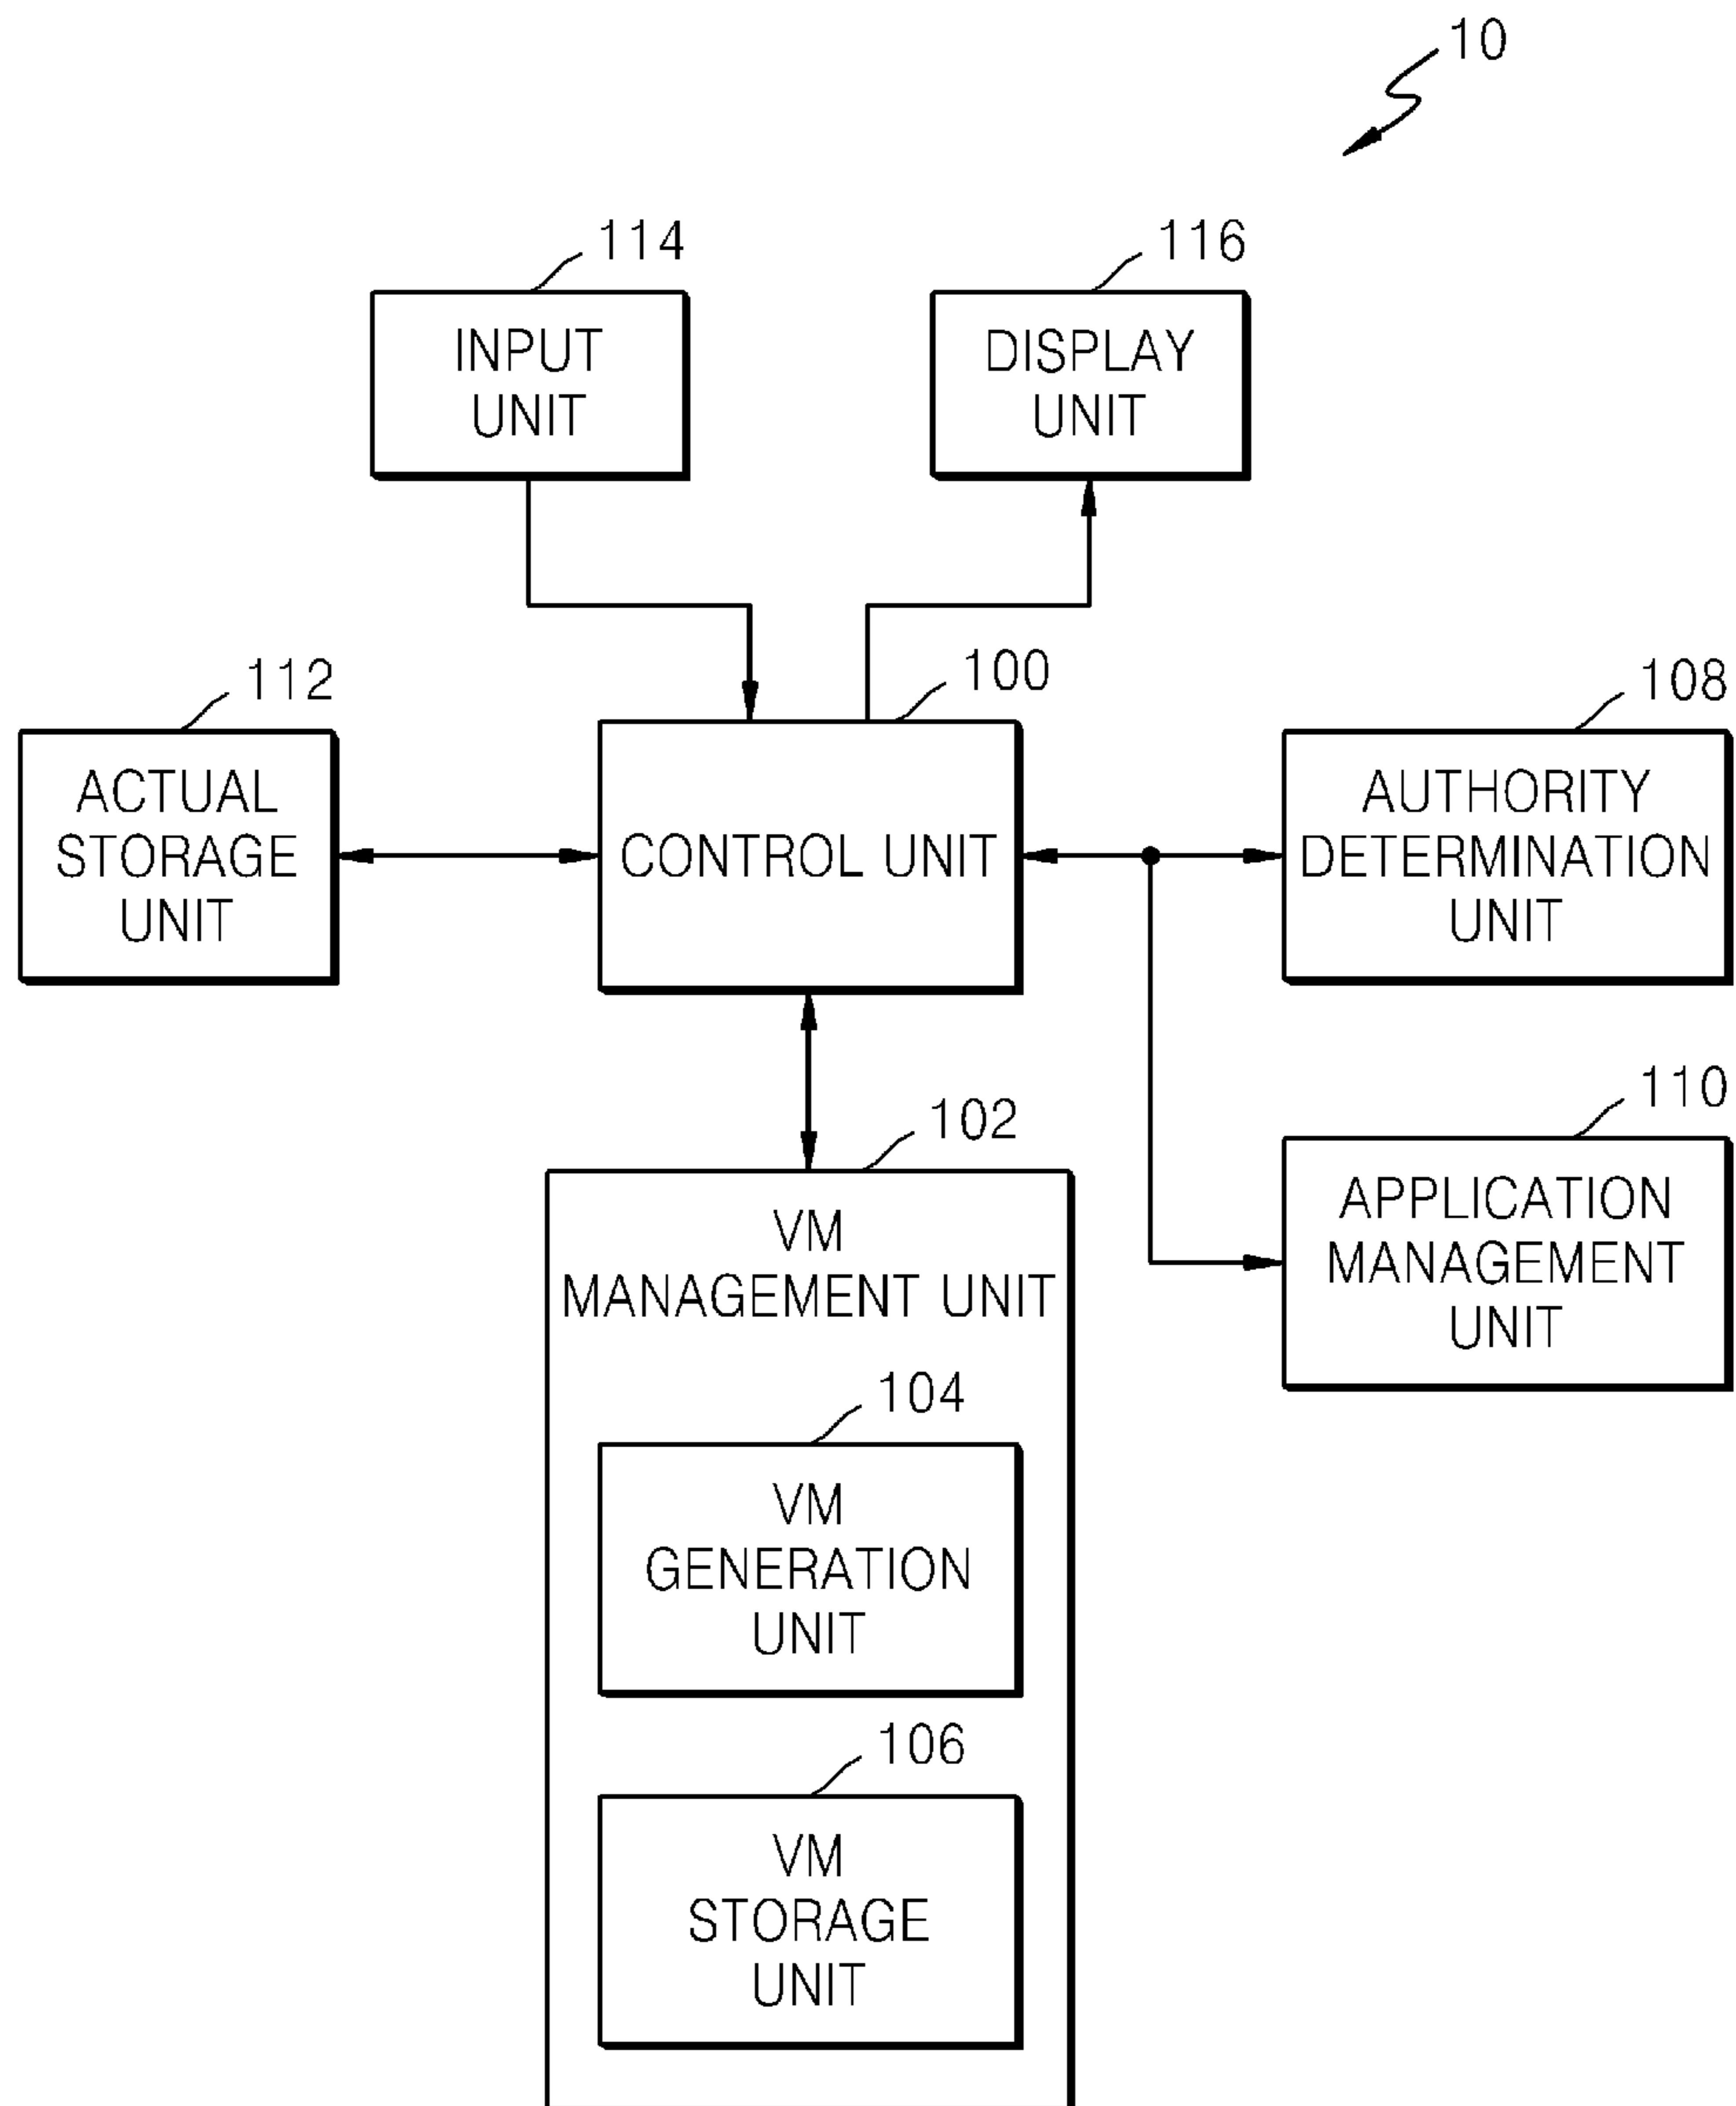 10
114
INPUT
UNIT
116
DISPLAY
UNIT
112
ACTUAL
STORAGE
UNIT
100
CONTROL UNIT
108
AUTHORITY
DETERMINATION
UNIT
110
APPLICATION
MANAGEMENT
UNIT
102
VM
MANAGEMENT UNIT
104
VM
GENERATION
UNIT
106
VM
STORAGE
UNIT